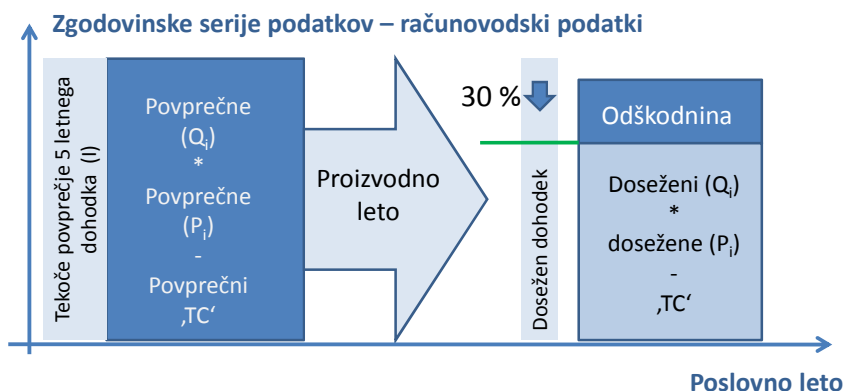 Zgodovinske serije podatkov – računovodski podatki
Tekoče povprečje 5 letnega
dohodka (I)
Povprečne
(Qi)
*
Povprečne
(Pi)
-
Povprečni
‚TC‘
Proizvodno
leto
30 %
Dosežen dohodek
Odškodnina
Doseženi (Qi)
*
dosežene (Pi)
-
‚TC‘
Poslovno leto